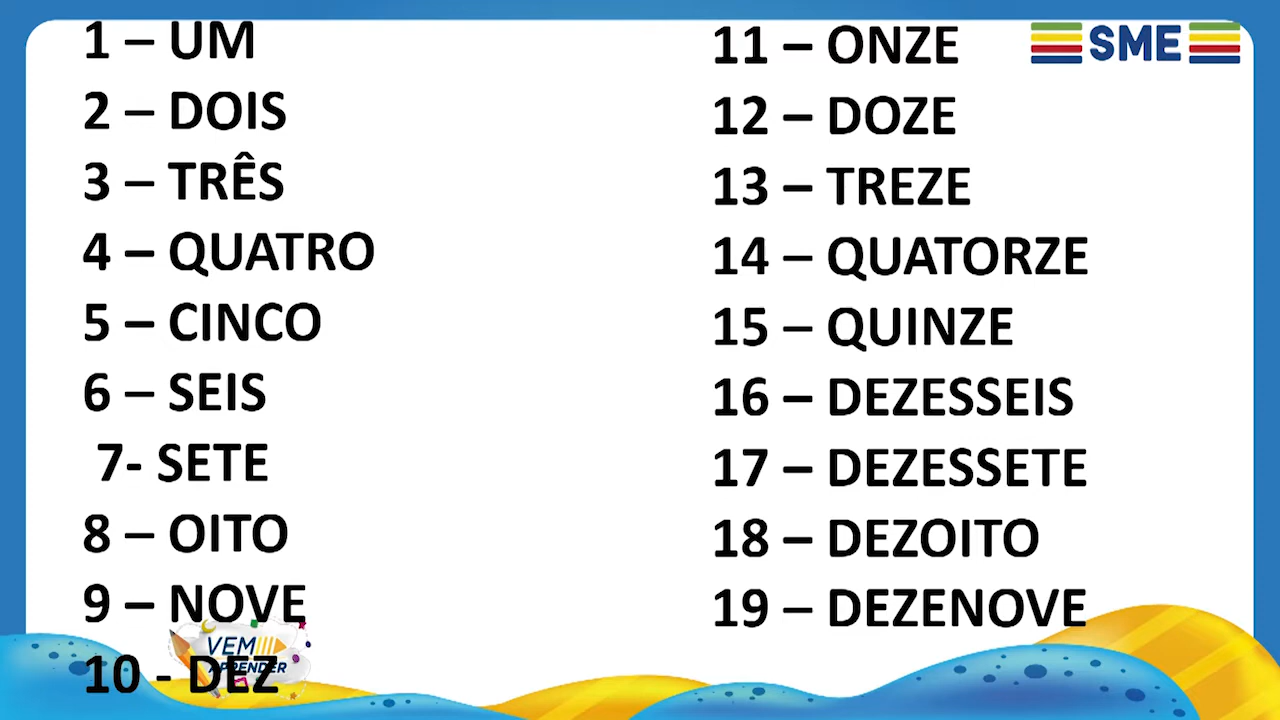 1 – UM
2 – DOIS
3 – TRÊS
4 – QUATRO
5 – CINCO
6 – SEIS
7- SETE
8 – OITO
9 – NOVE
10 - DEZ
VEM
APRENDER
11 – ONZE
12 – DOZE
13 – TREZE
14 – QUATORZE
15 – QUINZE
16 – DEZESSEIS
17 – DEZESSETE
18 – DEZOITO
19 – DEZENOVE
SME